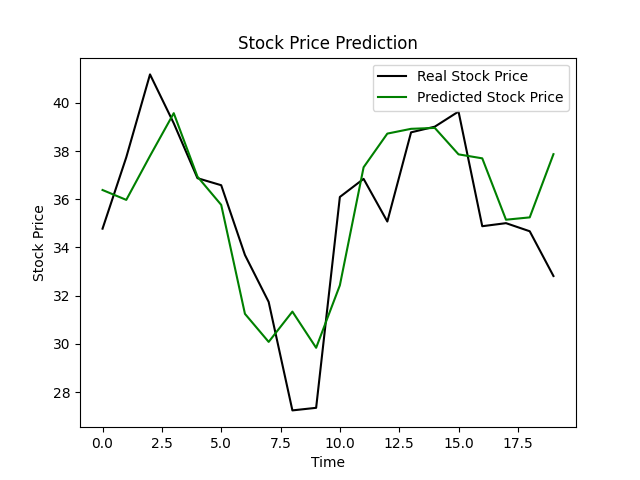 Stock Price Prediction
Real Stock Price
Predicted Stock Price
Stock Price
40
38
36
34
32
30
28
0.0 2.5 5.0 7.5 10.0 12.5 15.0 17.5
Time